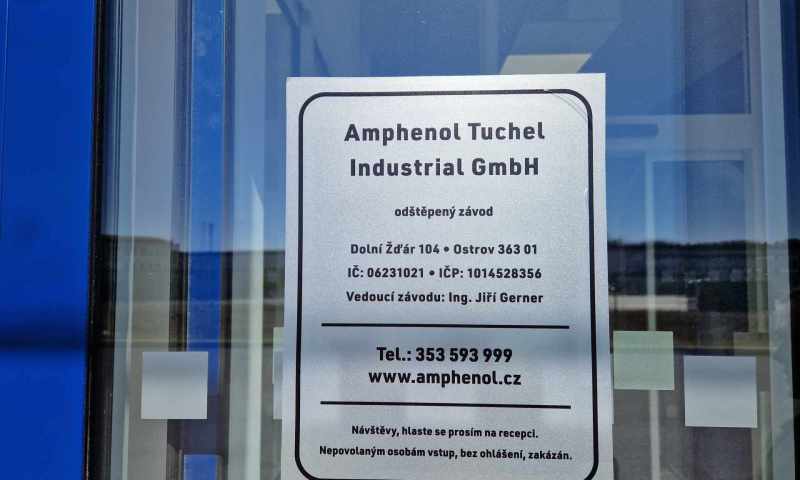 Amphenol Tuchel
Industrial GmbH
odštěpený závod
Dolní Žďár 104 • Ostrov 363 01
IČ: 06231021 • IČP: 1014528356
Vedoucí závodu: Ing. Jiří Gerner
Tel.: 353 593 999
www.amphenol.cz
Návštěvy, hlaste se prosím na recepci.
Nepovolaným osobám vstup, bez ohlášení, zakázán.